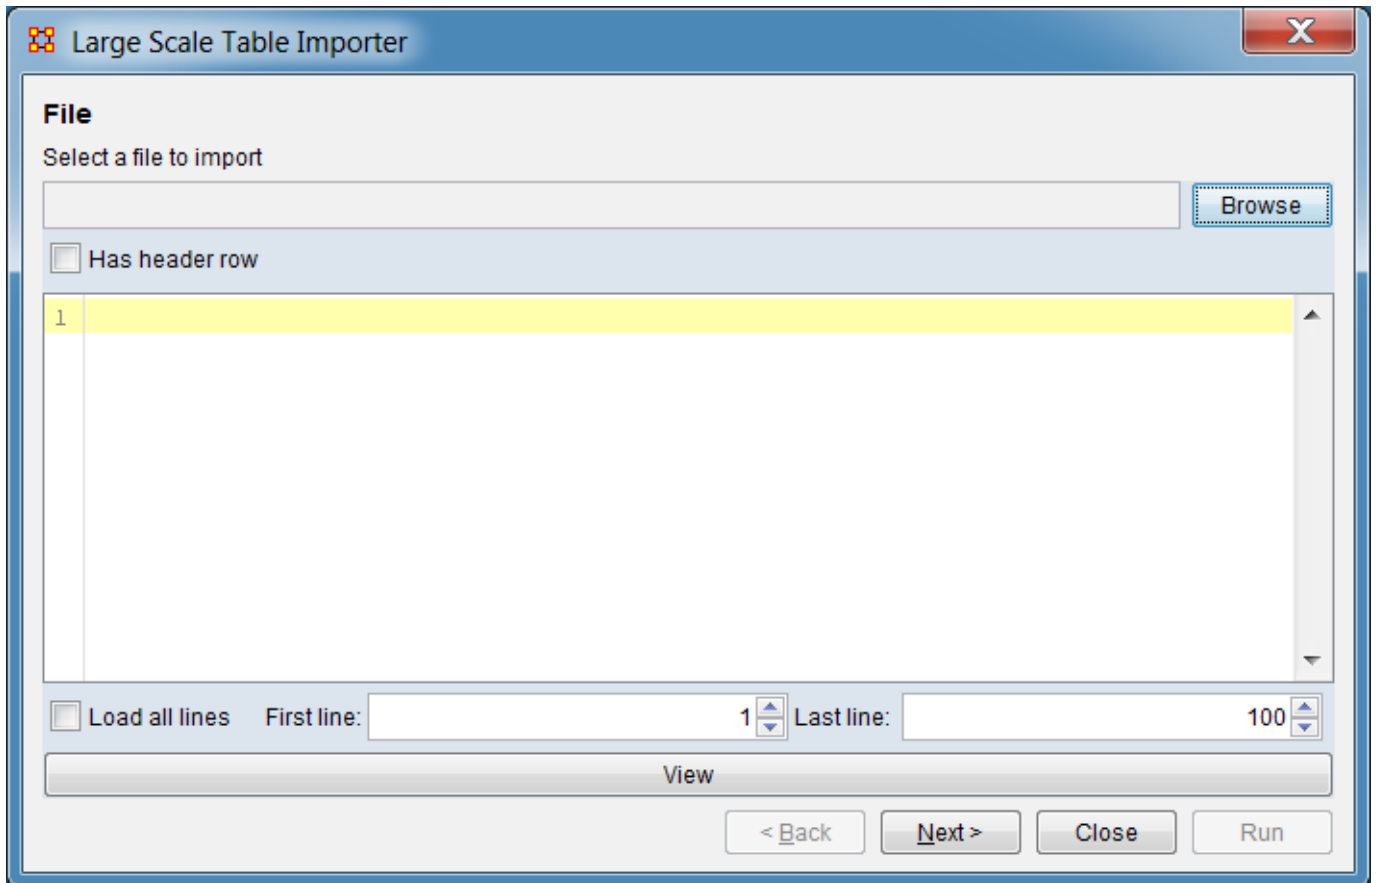 Large Scale Table Importer
File
Select a file to import
Browse
Has header row
1
Load all lines First line: 1 Last line: 100
View
< Back Next > Close Run